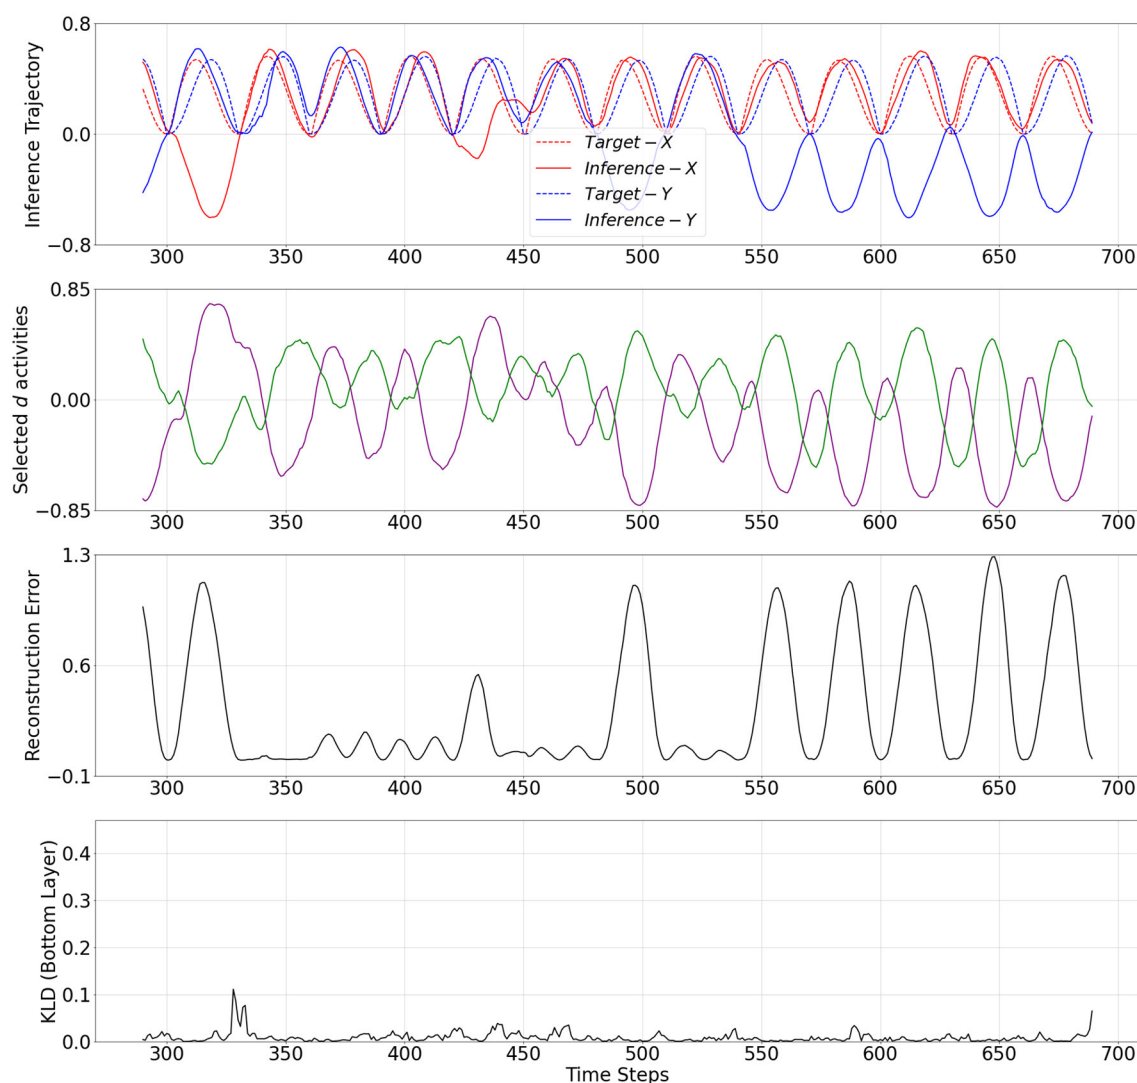 Inference Trajectory
0.8
0.0
−0.8
Target − X
Inference − X
Target − Y
Inference − Y
300 350 400 450 500 550 600 650 700
Selected d activities
0.85
0.00
−0.85
300 350 400 450 500 550 600 650 700
Reconstruction Error
1.3
0.6
−0.1
300 350 400 450 500 550 600 650 700
KLD (Bottom Layer)
0.4
0.3
0.2
0.1
0.0
300 350 400 450 500 550 600 650 700
Time Steps